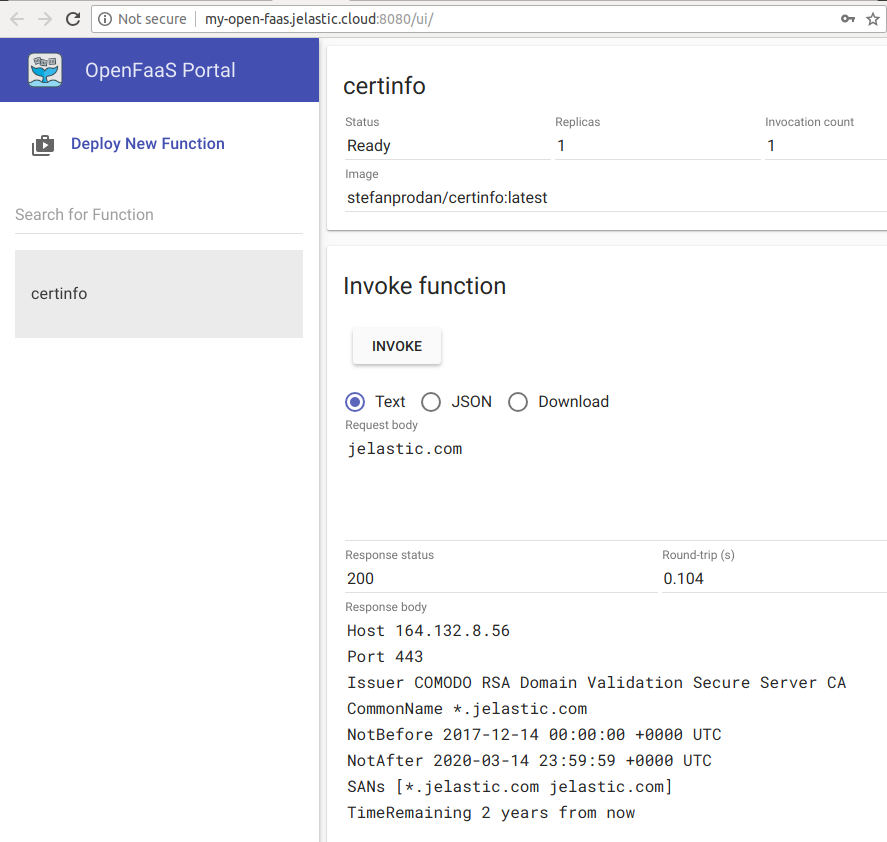 Not secure | my-open-faas.jelastic.cloud:8080/ui/
OpenFaaS Portal
Deploy New Function
Search for Function
certinfo
certinfo
Status Replicas Invocation count
Ready 1 1
Image
stefanprodan/certinfo:latest
Invoke function
INVOKE
Text JSON Download
Request body
jelastic.com
Response status Round-trip (s)
200 0.104
Response body
Host 164.132.8.56
Port 443
Issuer COMODO RSA Domain Validation Secure Server CA
CommonName *.jelastic.com
NotBefore 2017-12-14 00:00:00 +0000 UTC
NotAfter 2020-03-14 23:59:59 +0000 UTC
SANs [*.jelastic.com jelastic.com]
TimeRemaining 2 years from now